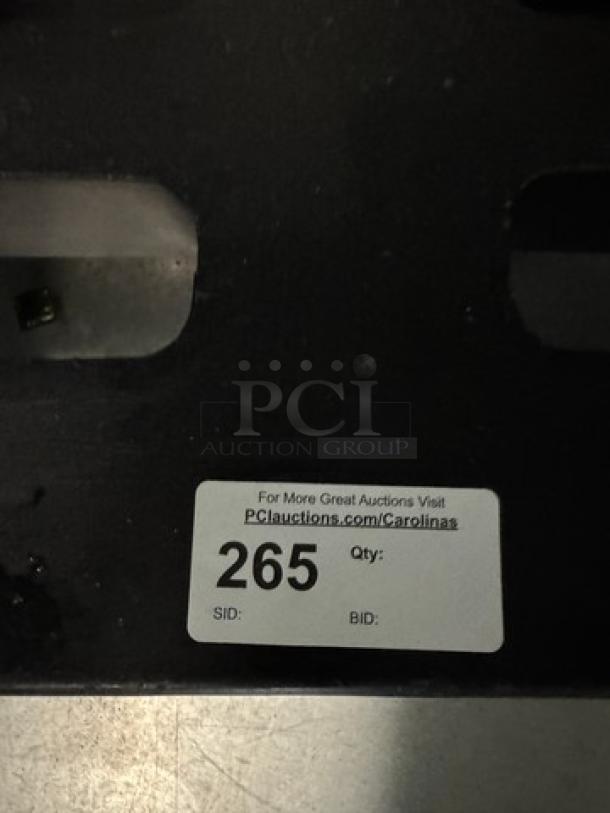 PCI
AUCTION GROUP
For More Great Auctions Visit
PCIauctions.com/Carolinas
265
Qty:
SID:
BID: